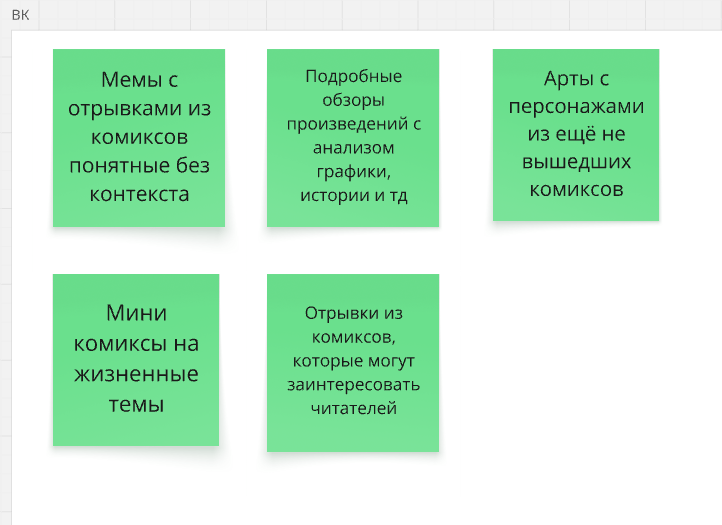 ВК
Мемы с
отрывками из
комиксов
понятные без
контекста
Подробные
обзоры
произведений с
анализом
графики,
истории и тд
Арты с
персонажами
из ещё не
вышедших
комиксов
Мини
комиксы на
жизненные
темы
Отрывки из
комиксов,
которые могут
заинтересовать
читателей